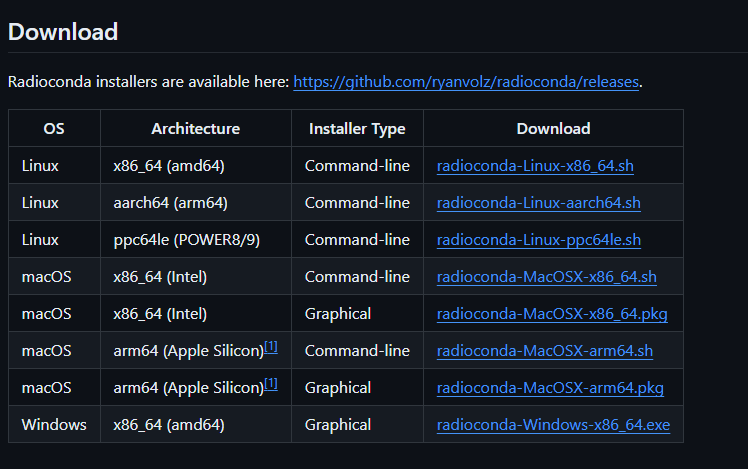 Download
Radioconda installers are available here: https://github.com/ryanvolz/radioconda/releases.
OS Architecture Installer Type Download
Linux x86_64 (amd64) Command-line radioconda-Linux-x86_64.sh
Linux aarch64 (arm64) Command-line radioconda-Linux-aarch64.sh
Linux ppc64le (POWER8/9) Command-line radioconda-Linux-ppc64le.sh
macOS x86_64 (Intel) Command-line radioconda-MacOSX-x86_64.sh
macOS x86_64 (Intel) Graphical radioconda-MacOSX-x86_64.pkg
macOS arm64 (Apple Silicon)[1] Command-line radioconda-MacOSX-arm64.sh
macOS arm64 (Apple Silicon)[1] Graphical radioconda-MacOSX-arm64.pkg
Windows x86_64 (amd64) Graphical radioconda-Windows-x86_64.exe